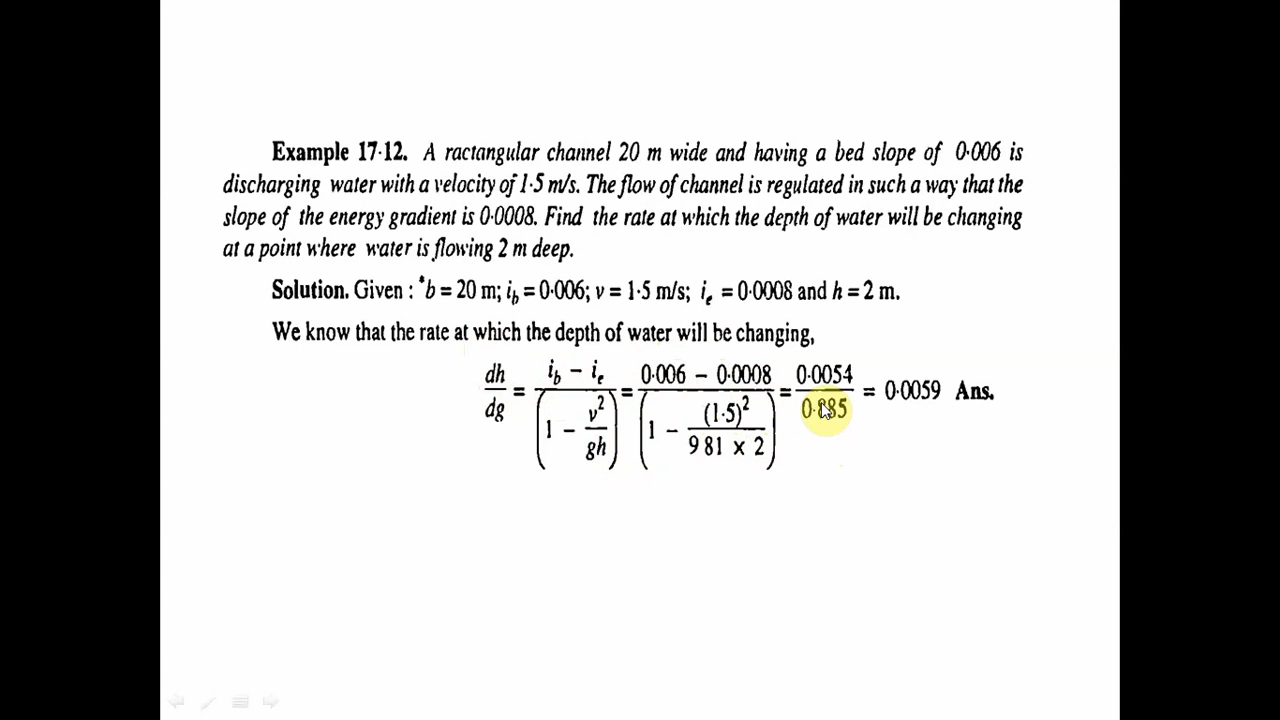 Example 17·12. A ractangular channel 20 m wide and having a bed slope of 0·006 is
discharging water with a velocity of 1·5 m/s. The flow of channel is regulated in such a way that the
slope of the energy gradient is 0·0008. Find the rate at which the depth of water will be changing
at a point where water is flowing 2 m deep.
Solution. Given : *b = 20 m; i_b = 0·006; v = 1·5 m/s; i_e = 0·0008 and h = 2 m.
We know that the rate at which the depth of water will be changing,
dh/dg = (i_b − i_e)/(1 − v²/gh) = (0·006 − 0·0008)/(1 − (1·5)²/(9 81 × 2)) = 0·0054/0·885 = 0·0059 Ans.